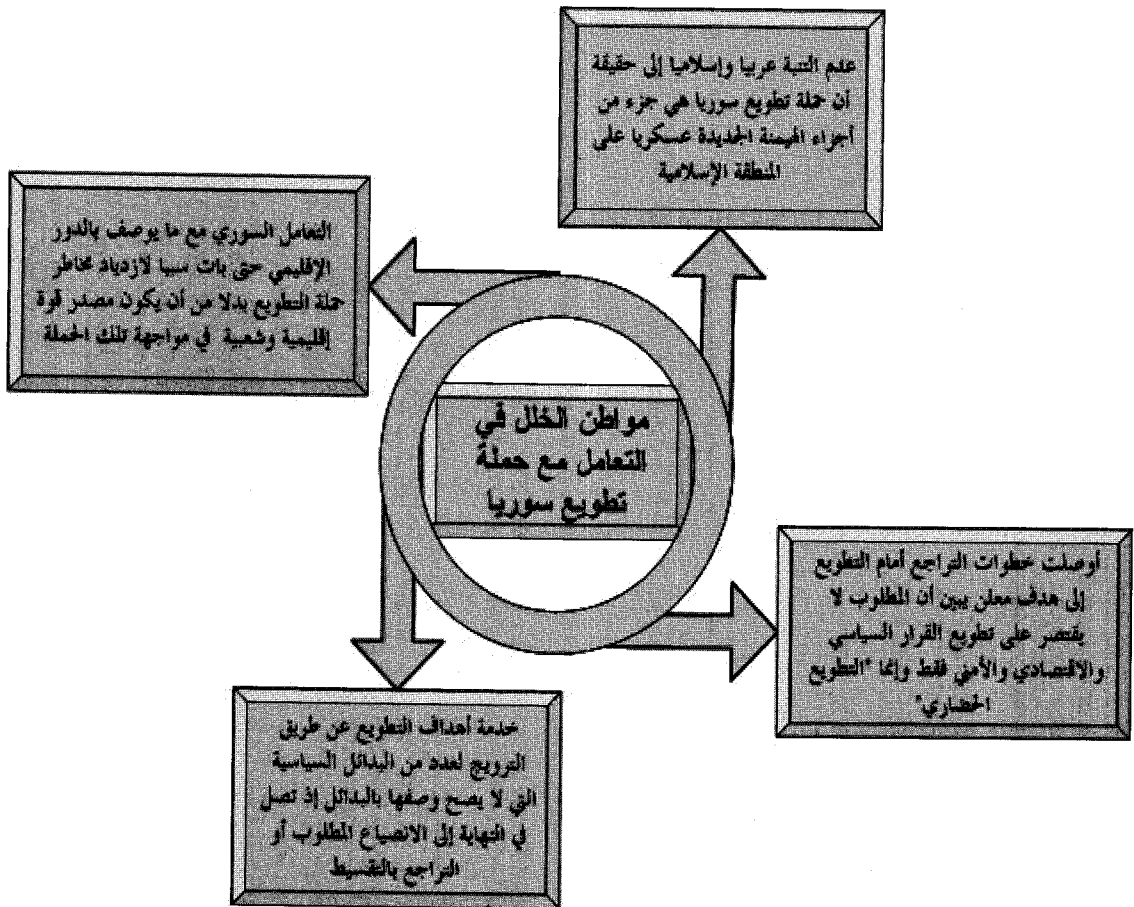 عدم التنبة عربيا وإسلاميا إلى حقيقة
أن حملة تطويع سوريا هي جزء من
أجزاء الهيمنة الجديدة عسكريا على
المنطقة الإسلامية
التعامل السوري مع ما يوصف بالدور
الإقليمي حتى بات سببا لازدياد مخاطر
حملة التطويع بدلا من أن يكون مصدر قوة
إقليمية وشعبية في مواجهة تلك الحملة
مواطن الخلل في
التعامل مع حملة
تطويع سوريا
أوصلت خطوات التراجع أمام التطويع
إلى هدف معلن يبين أن المطلوب لا
يقتصر على تطويع القرار السياسي
والاقتصادي والأمني فقط وإنما "التطويع
الحضاري"
خدمة أهداف التطويع عن طريق
الترويج لعدد من البدائل السياسية
التي لا يصح وصفها بالبدائل إذ تصل
في النهاية إلى الانصياع المطلوب أو
التراجع بالتقسيط